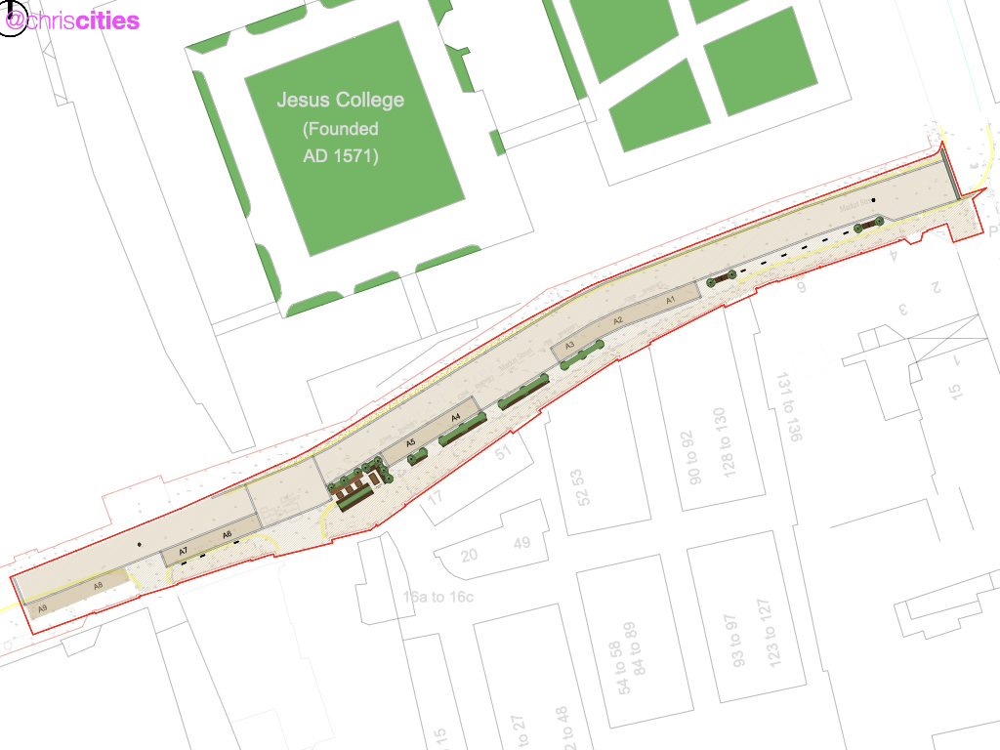 @chriscities
Jesus College
(Founded
AD 1571)
Market Street
P
4
6
2
3
1
15
A1
A2
A3
A4
A5
A6
A7
A8
A9
131 to 136
128 to 130
90 to 92
51
52 53
17
49
20
16a to 16c
54 to 58
84 to 89
93 to 97
123 to 127
15
to 27
2 to 48